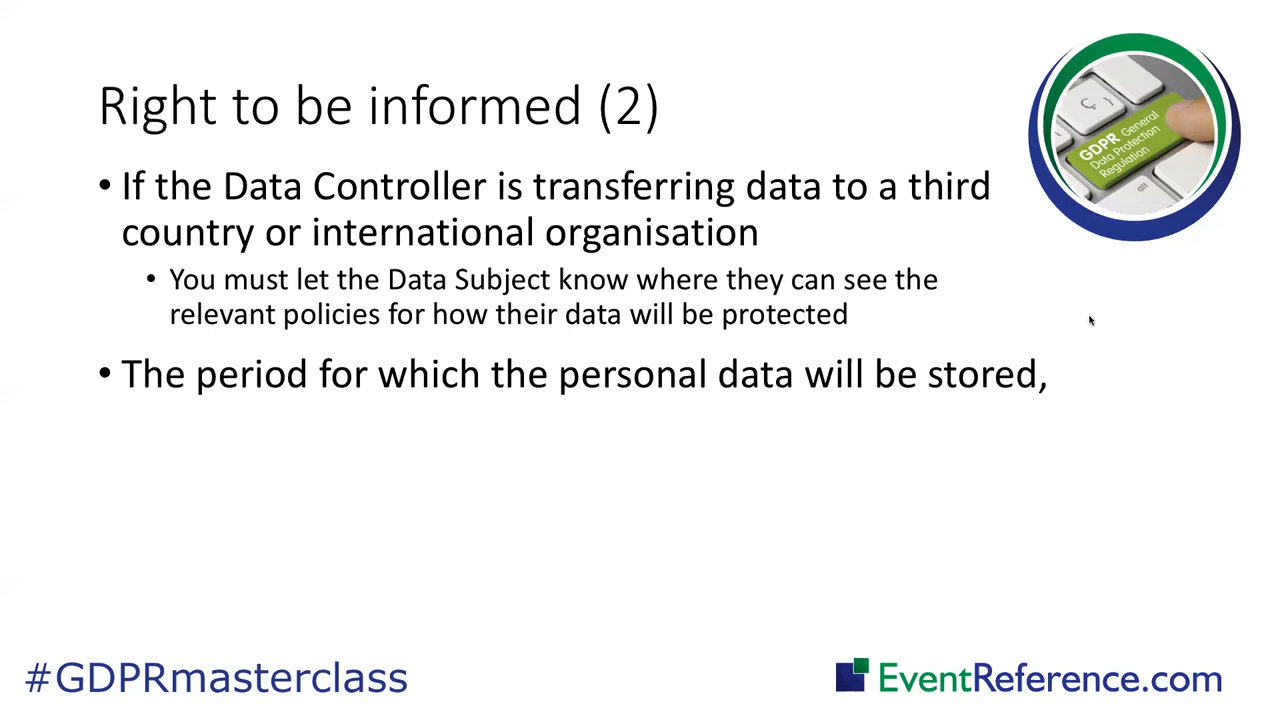 Right to be informed (2)
• If the Data Controller is transferring data to a third
country or international organisation
• You must let the Data Subject know where they can see the
relevant policies for how their data will be protected
• The period for which the personal data will be stored,
Ç
GDPR General
Data Protection
Regulation
alt
#GDPRmasterclass
EventReference.com